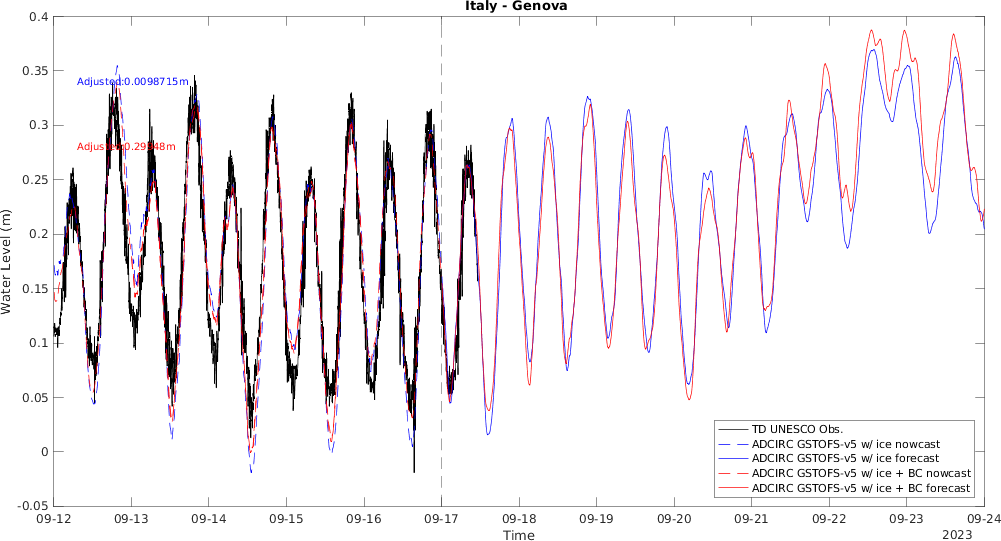 Italy - Genova
0.4
0.35
0.3
0.25
0.2
0.15
0.1
0.05
0
-0.05
Water Level (m)
Adjusted:0.0098715m
TD UNESCO Obs.
ADCIRC GSTOFS-v5 w/ ice nowcast
ADCIRC GSTOFS-v5 w/ ice forecast
ADCIRC GSTOFS-v5 w/ ice + BC nowcast
ADCIRC GSTOFS-v5 w/ ice + BC forecast
09-12 09-13 09-14 09-15 09-16 09-17 09-18 09-19 09-20 09-21 09-22 09-23 09-24
Time
2023